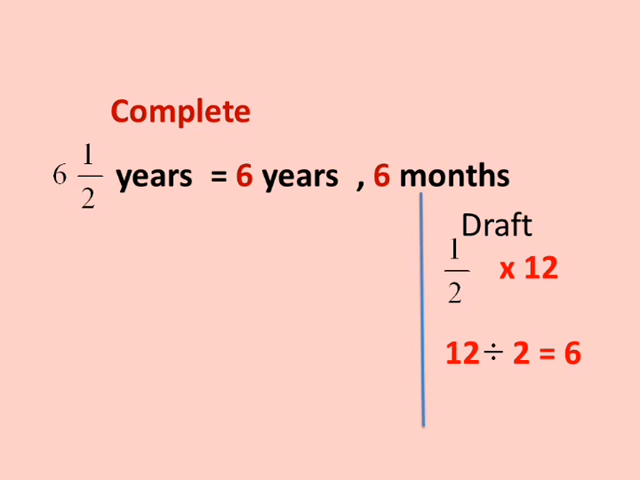 Complete
6 1/2 years = 6 years , 6 months
Draft
1/2 x 12
12 ÷ 2 = 6